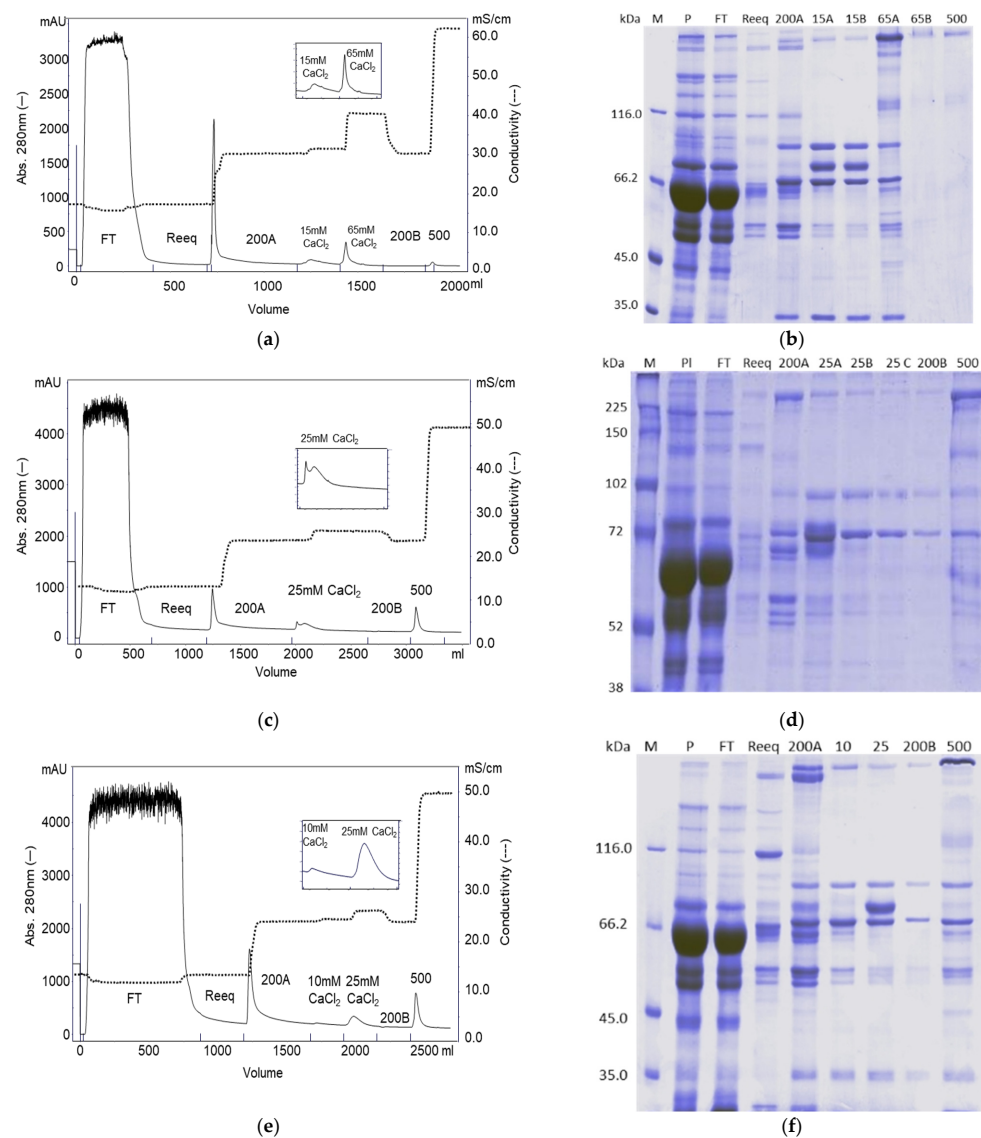 mAU
mS/cm
3000
2500
2000
1500
1000
500
0
Abs. 280nm (—)
60.0
50.0
40.0
30.0
20.0
10.0
0.0
Conductivity (---)
15mM
CaCl2
65mM
CaCl2
FT
Reeq
200A
15mM
CaCl2
65mM
CaCl2
200B
500
0
500
1000
1500
2000 ml
Volume
(a)
kDa M P FT Reeq 200A 15A 15B 65A 65B 500
116.0
66.2
45.0
35.0
(b)
mAU
mS/cm
4000
3000
2000
1000
0
Abs. 280nm (—)
50.0
40.0
30.0
20.0
10.0
0.0
Conductivity (---)
25mM CaCl2
FT
Reeq
200A
25mM CaCl2
200B
500
0
500
1000
1500
2000
2500
3000
ml
Volume
(c)
kDa M Pl FT Reeq 200A 25A 25B 25 C 200B 500
225
150
102
72
52
38
(d)
mAU
mS/cm
4000
3000
2000
1000
0
Abs. 280nm (—)
50.0
40.0
30.0
20.0
10.0
0.0
Conductivity (---)
10mM
CaCl2
25mM CaCl2
FT
Reeq
200A
10mM
CaCl2
25mM
CaCl2
200B
500
0
500
1000
1500
2000
2500 ml
Volume
(e)
kDa M P FT Reeq 200A 10 25 200B 500
116.0
66.2
45.0
35.0
(f)